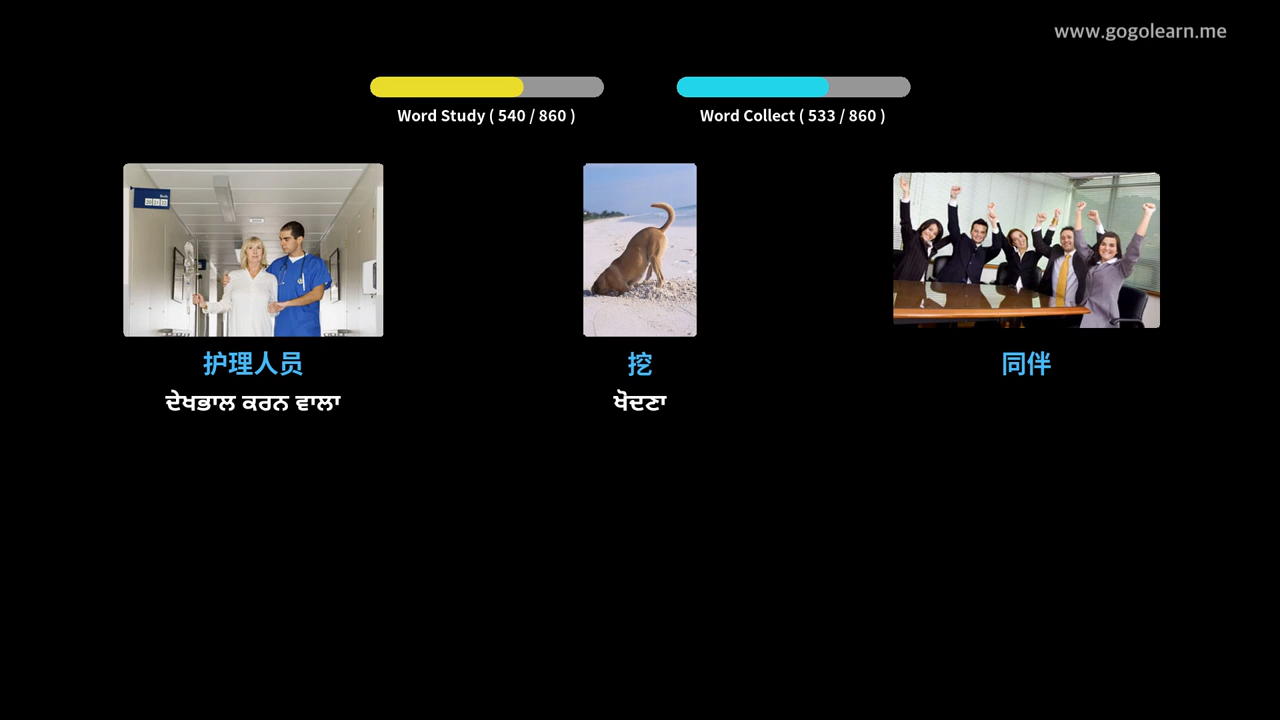 www.gogolearn.me
Word Study ( 540 / 860 )
Word Collect ( 533 / 860 )
护理人员
挖
同伴
ਦੇਖਭਾਲ ਕਰਨ ਵਾਲਾ
ਖੋਦਣਾ